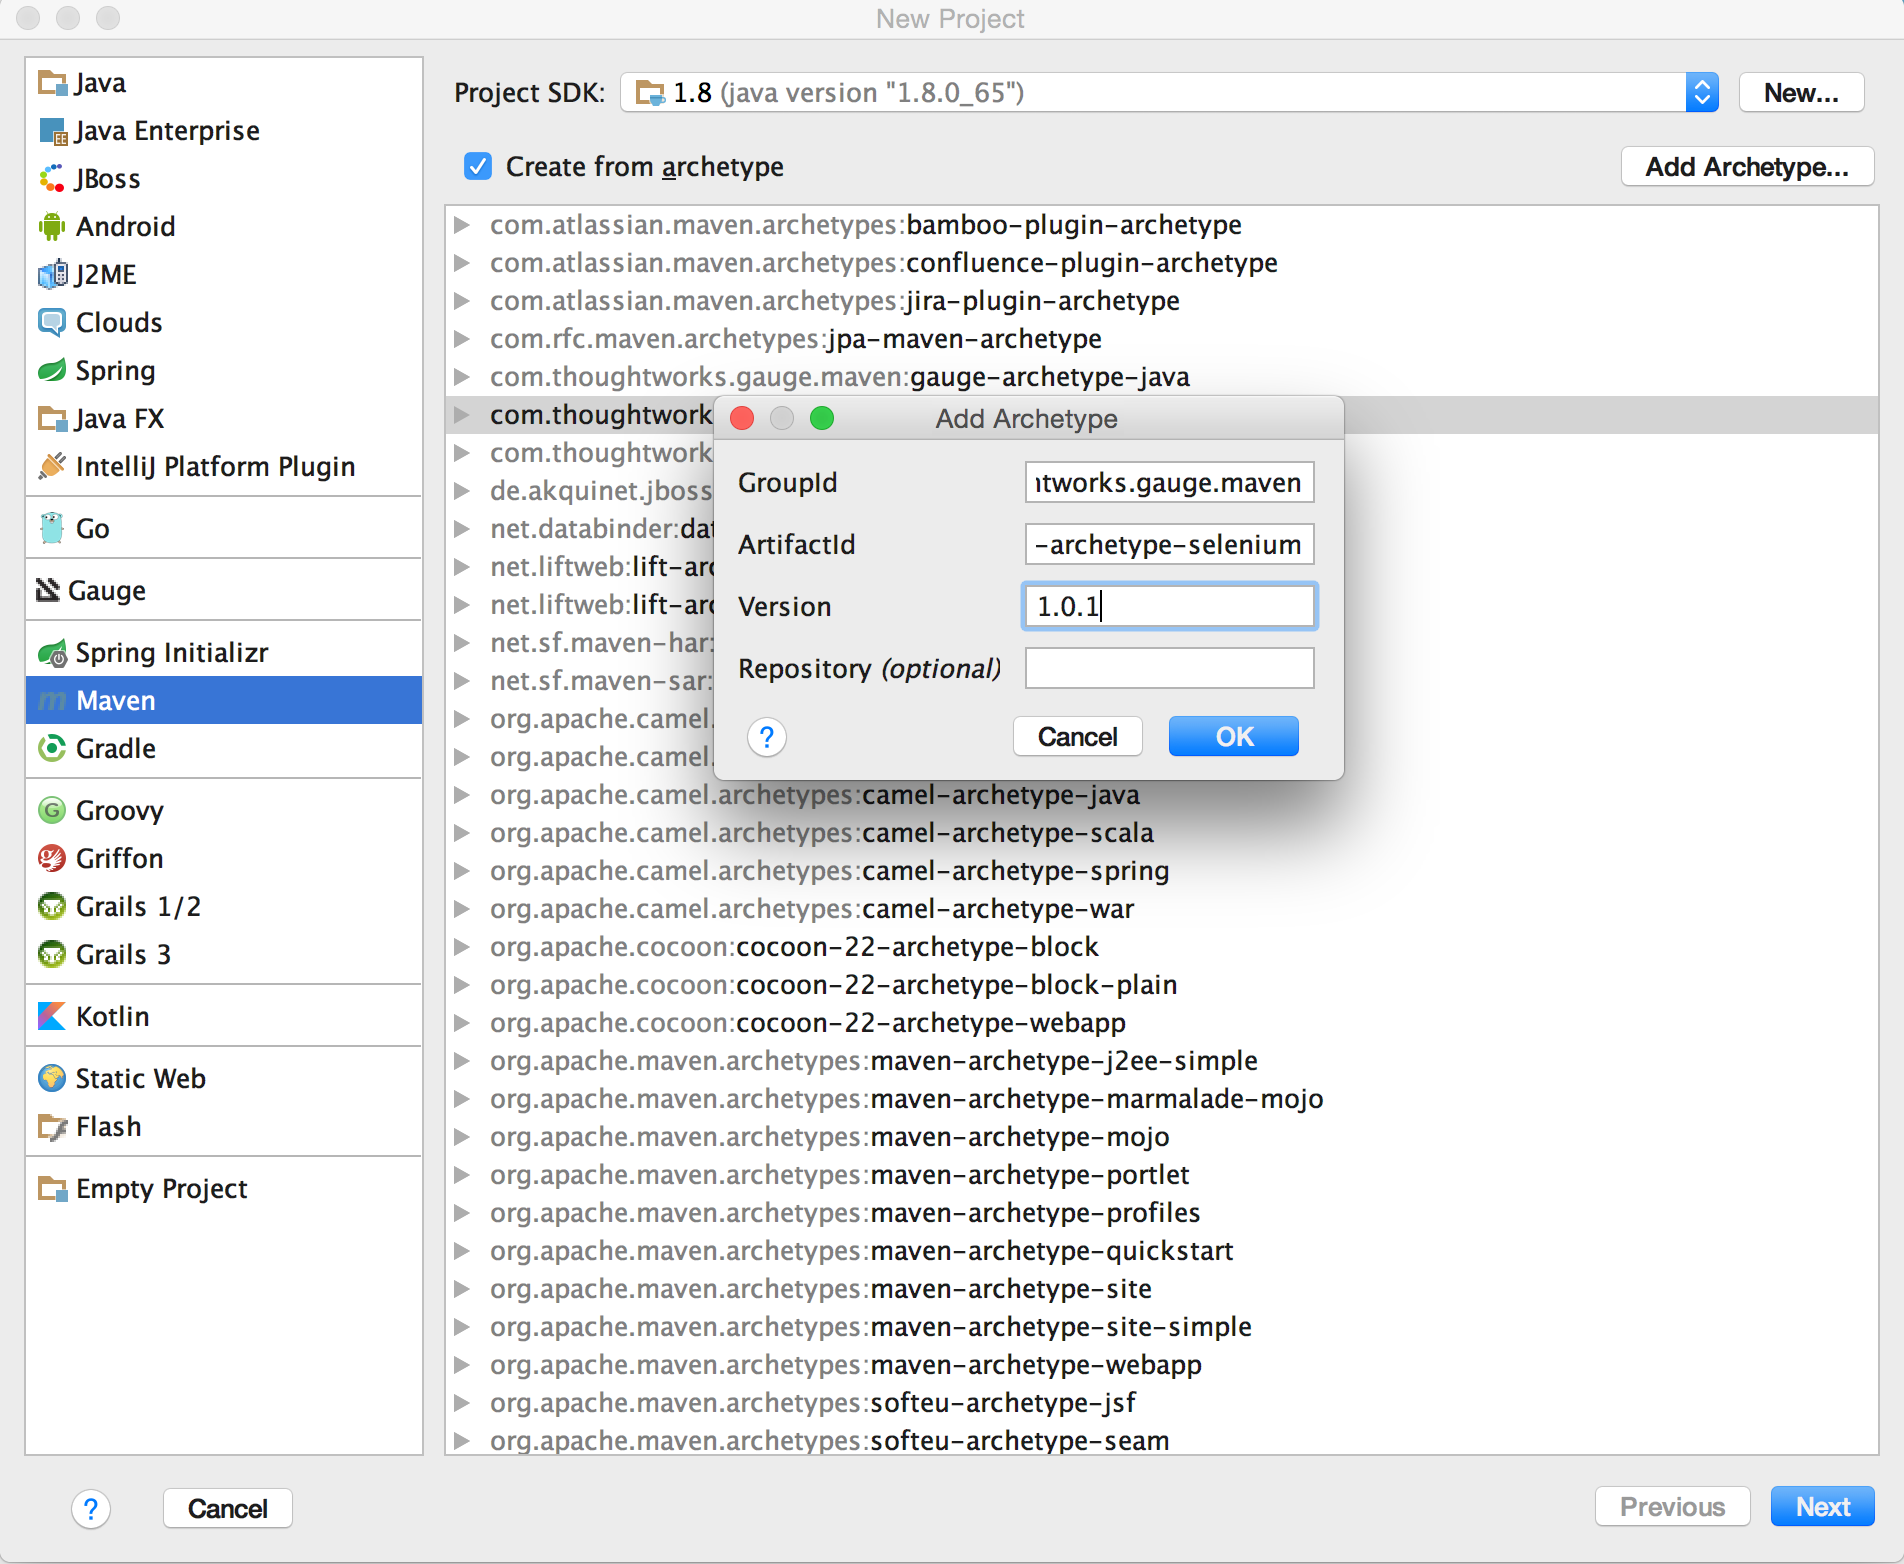 New Project
Java
Java Enterprise
JBoss
Android
J2ME
Clouds
Spring
Java FX
IntelliJ Platform Plugin
Go
Gauge
Spring Initializr
Maven
Gradle
Groovy
Griffon
Grails 1/2
Grails 3
Kotlin
Static Web
Flash
Empty Project
Project SDK: 1.8 (java version "1.8.0_65") New...
Create from archetype Add Archetype...
com.atlassian.maven.archetypes:bamboo-plugin-archetype
com.atlassian.maven.archetypes:confluence-plugin-archetype
com.atlassian.maven.archetypes:jira-plugin-archetype
com.rfc.maven.archetypes:jpa-maven-archetype
com.thoughtworks.gauge.maven:gauge-archetype-java
com.thoughtwork
com.thoughtwork
de.akquinet.jboss
net.databinder:dat
net.liftweb:lift-arc
net.liftweb:lift-arc
net.sf.maven-har:
net.sf.maven-sar:
org.apache.camel.
org.apache.camel.
org.apache.camel.archetypes:camel-archetype-java
org.apache.camel.archetypes:camel-archetype-scala
org.apache.camel.archetypes:camel-archetype-spring
org.apache.camel.archetypes:camel-archetype-war
org.apache.cocoon:cocoon-22-archetype-block
org.apache.cocoon:cocoon-22-archetype-block-plain
org.apache.cocoon:cocoon-22-archetype-webapp
org.apache.maven.archetypes:maven-archetype-j2ee-simple
org.apache.maven.archetypes:maven-archetype-marmalade-mojo
org.apache.maven.archetypes:maven-archetype-mojo
org.apache.maven.archetypes:maven-archetype-portlet
org.apache.maven.archetypes:maven-archetype-profiles
org.apache.maven.archetypes:maven-archetype-quickstart
org.apache.maven.archetypes:maven-archetype-site
org.apache.maven.archetypes:maven-archetype-site-simple
org.apache.maven.archetypes:maven-archetype-webapp
org.apache.maven.archetypes:softeu-archetype-jsf
org.apache.maven.archetypes:softeu-archetype-seam
Add Archetype
GroupId ntworks.gauge.maven
ArtifactId -archetype-selenium
Version 1.0.1
Repository (optional)
? Cancel OK
? Cancel Previous Next